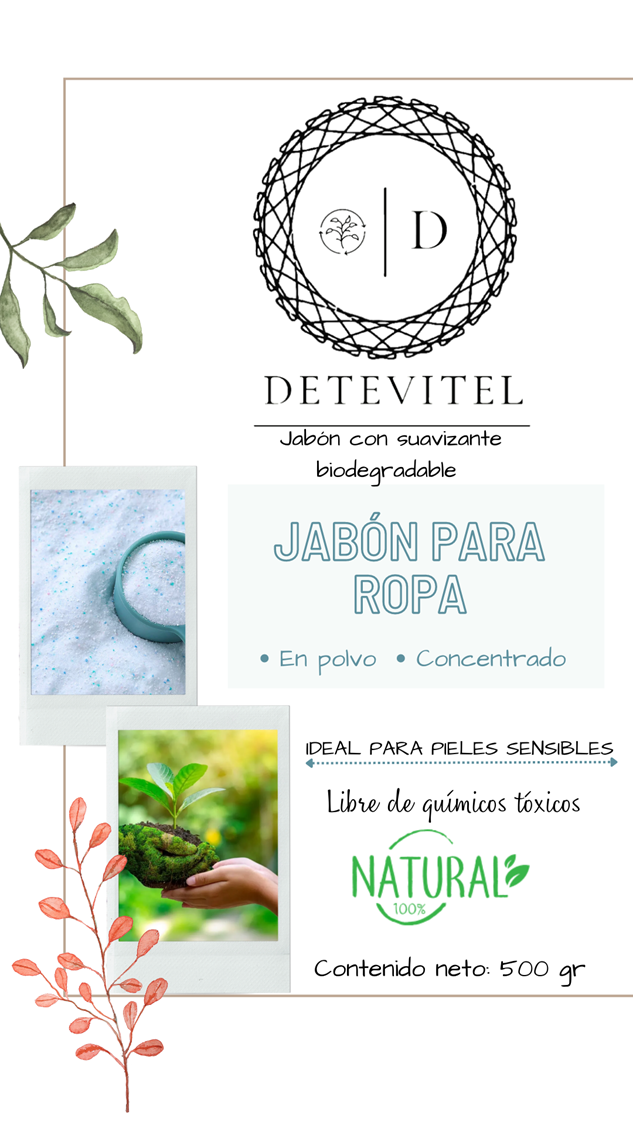 D
DETEVITEL
Jabón con suavizante
biodegradable
JABÓN PARA
ROPA
• En polvo • Concentrado
IDEAL PARA PIELES SENSIBLES
Libre de químicos tóxicos
NATURAL
100%
Contenido neto: 500 gr